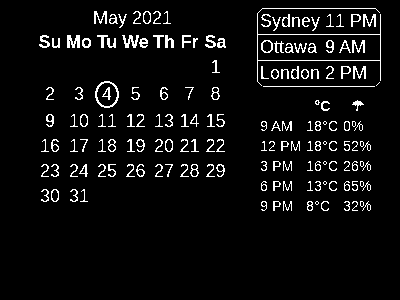 May 2021
Su Mo Tu We Th Fr Sa
1
2 3 4 5 6 7 8
9 10 11 12 13 14 15
16 17 18 19 20 21 22
23 24 25 26 27 28 29
30 31
Sydney 11 PM
Ottawa 9 AM
London 2 PM
°C ☂
9 AM 18°C 0%
12 PM 18°C 52%
3 PM 16°C 26%
6 PM 13°C 65%
9 PM 8°C 32%